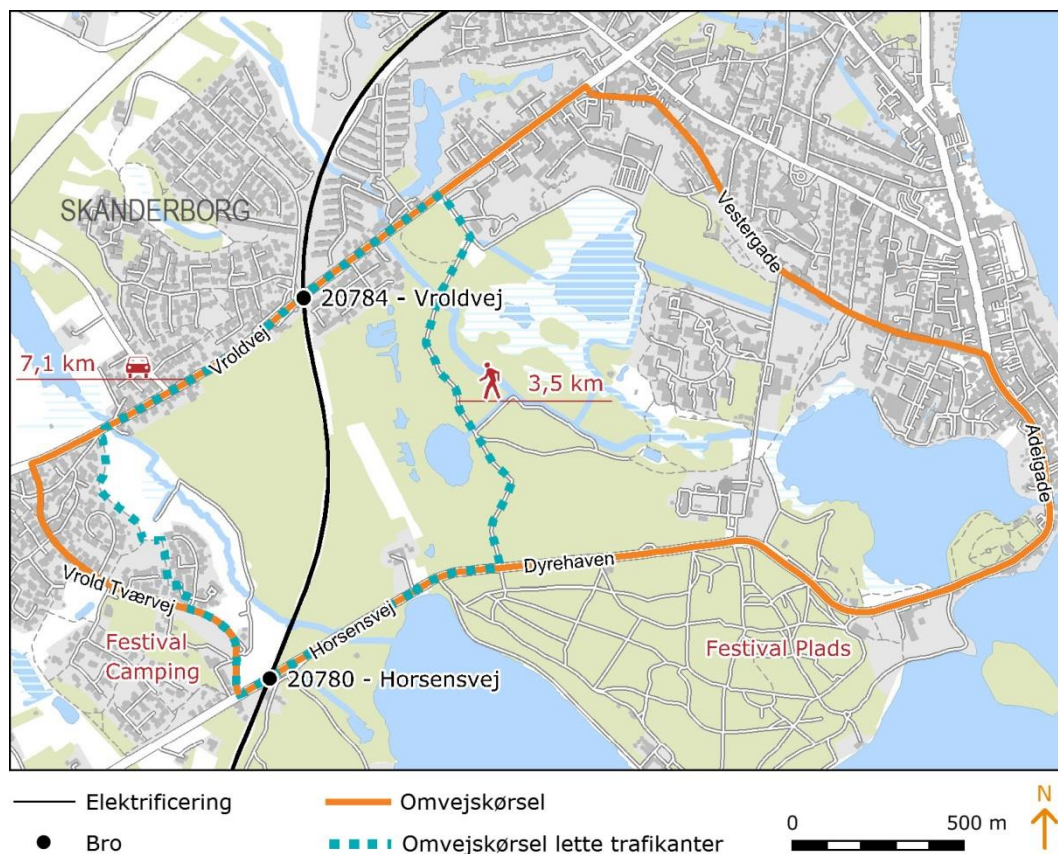 SKANDERBORG
Vestergade
20784 - Vroldvej
Vroldvej
7,1 km
3,5 km
Adelgade
Dyrehaven
Vrold Tværvej
Horsensvej
Festival
Camping
Festival Plads
20780 - Horsensvej
Elektrificering
Omvejskørsel
0
500 m
N
Bro
Omvejskørsel lette trafikanter